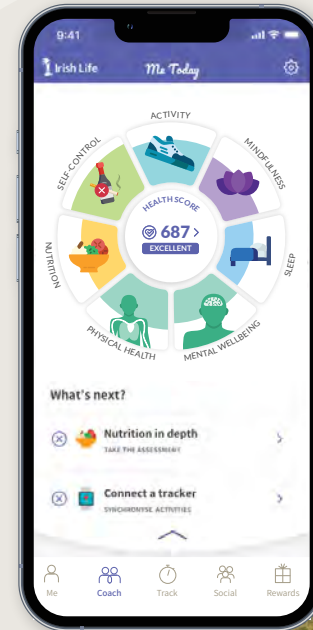 9:41
Irish Life
Me Today
ACTIVITY
SELF-CONTROL
MINDFULNESS
HEALTH SCORE
687
EXCELLENT
NUTRITION
SLEEP
PHYSICAL HEALTH
MENTAL WELLBEING
What's next?
Nutrition in depth
TAKE THE ASSESSMENT
Connect a tracker
SYNCHRONYSE ACTIVITIES
Me
Coach
Track
Social
Rewards